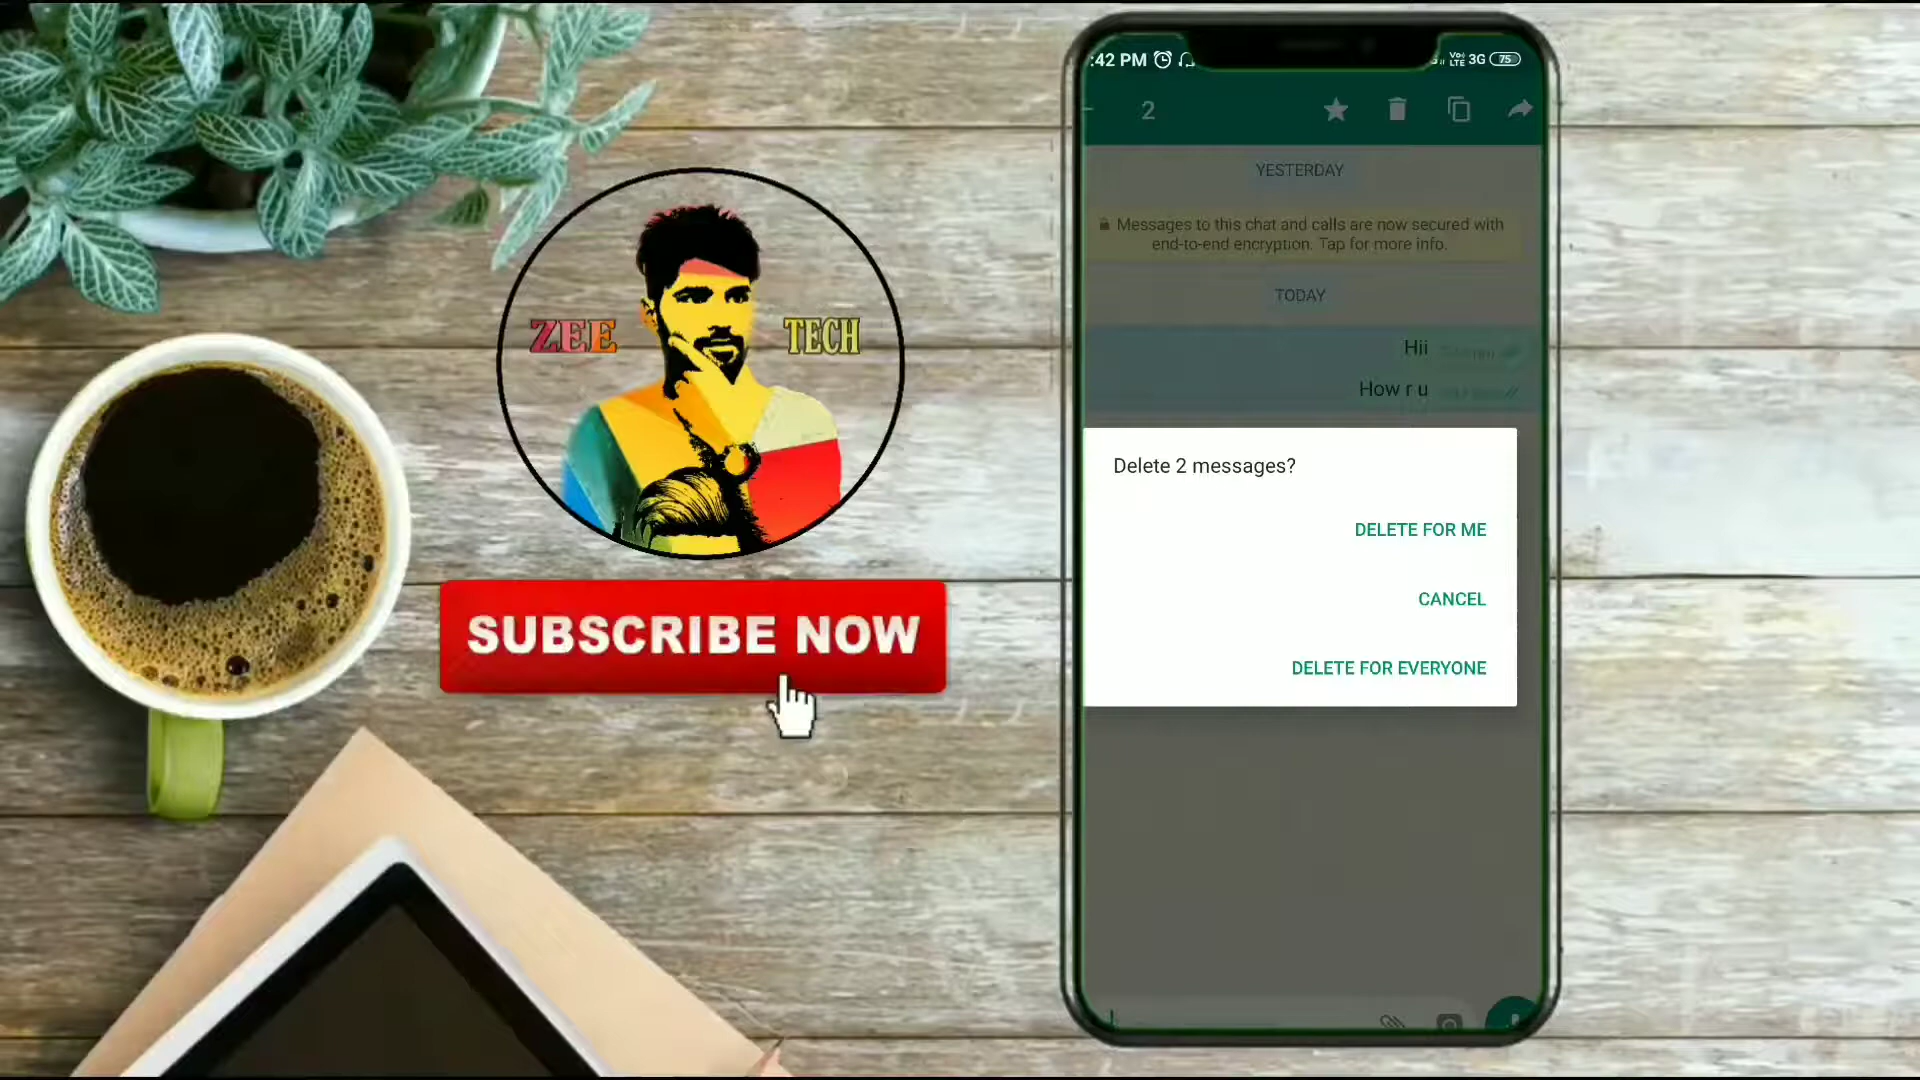 ZEE TECH
SUBSCRIBE NOW
:42 PM
3G 75
2
YESTERDAY
Messages to this chat and calls are now secured with
end-to-end encryption. Tap for more info.
TODAY
Hii
How r u
Delete 2 messages?
DELETE FOR ME
CANCEL
DELETE FOR EVERYONE